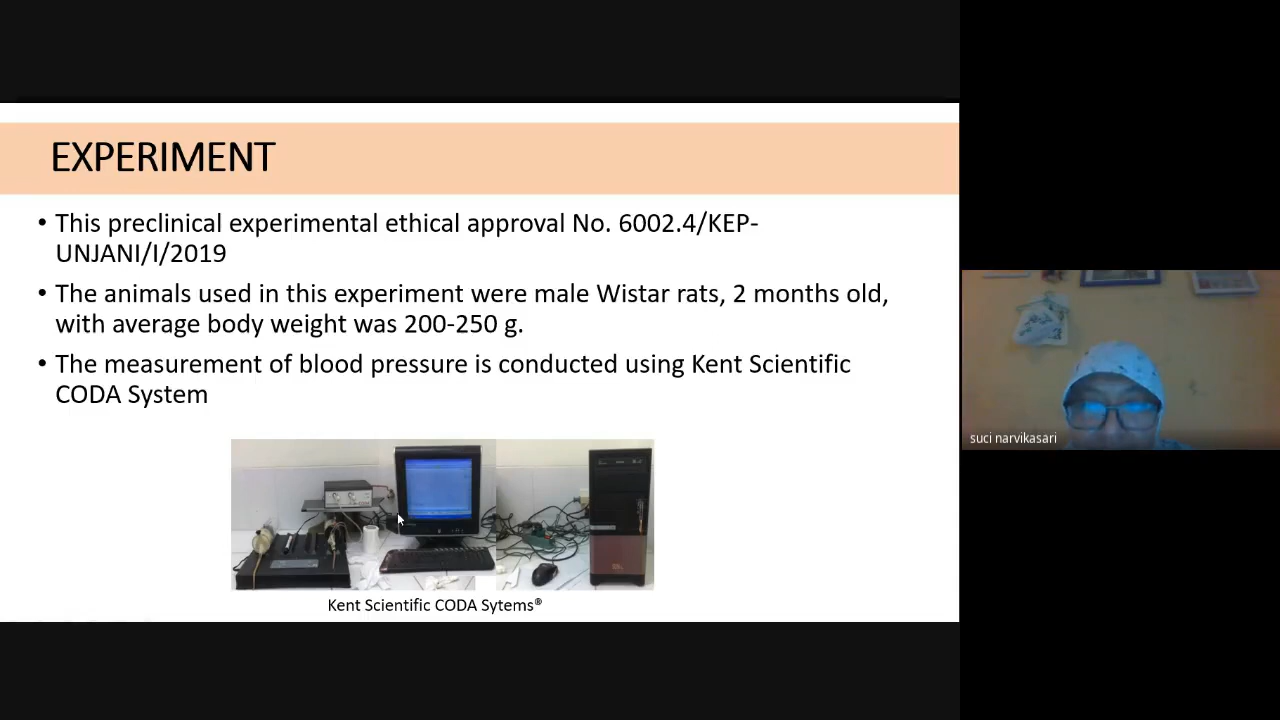 EXPERIMENT
• This preclinical experimental ethical approval No. 6002.4/KEP-
UNJANI/I/2019
• The animals used in this experiment were male Wistar rats, 2 months old,
with average body weight was 200-250 g.
• The measurement of blood pressure is conducted using Kent Scientific
CODA System
Kent Scientific CODA Sytems®
suci narvikasari